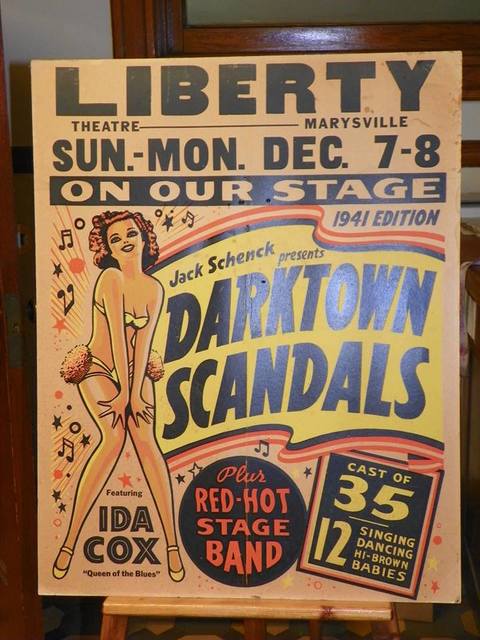 LIBERTY
THEATRE MARYSVILLE
SUN.-MON. DEC. 7-8
ON OUR STAGE
1941 EDITION
Jack Schenck presents
DARKTOWN
SCANDALS
Featuring
IDA
COX
"Queen of the Blues"
Plus
RED-HOT
STAGE
BAND
CAST OF
35
12 SINGING
DANCING
HI-BROWN
BABIES